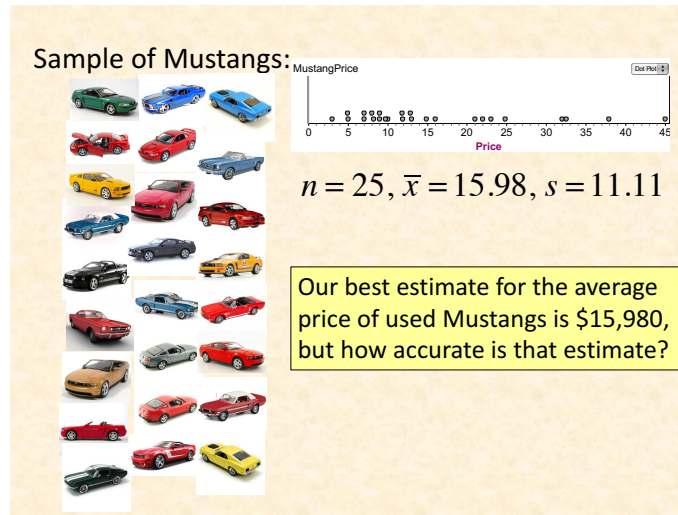 Sample of Mustangs:
MustangPrice
Dot Plot
0 5 10 15 20 25 30 35 40 45
Price
n = 25, x̅ = 15.98, s = 11.11
Our best estimate for the average
price of used Mustangs is $15,980,
but how accurate is that estimate?